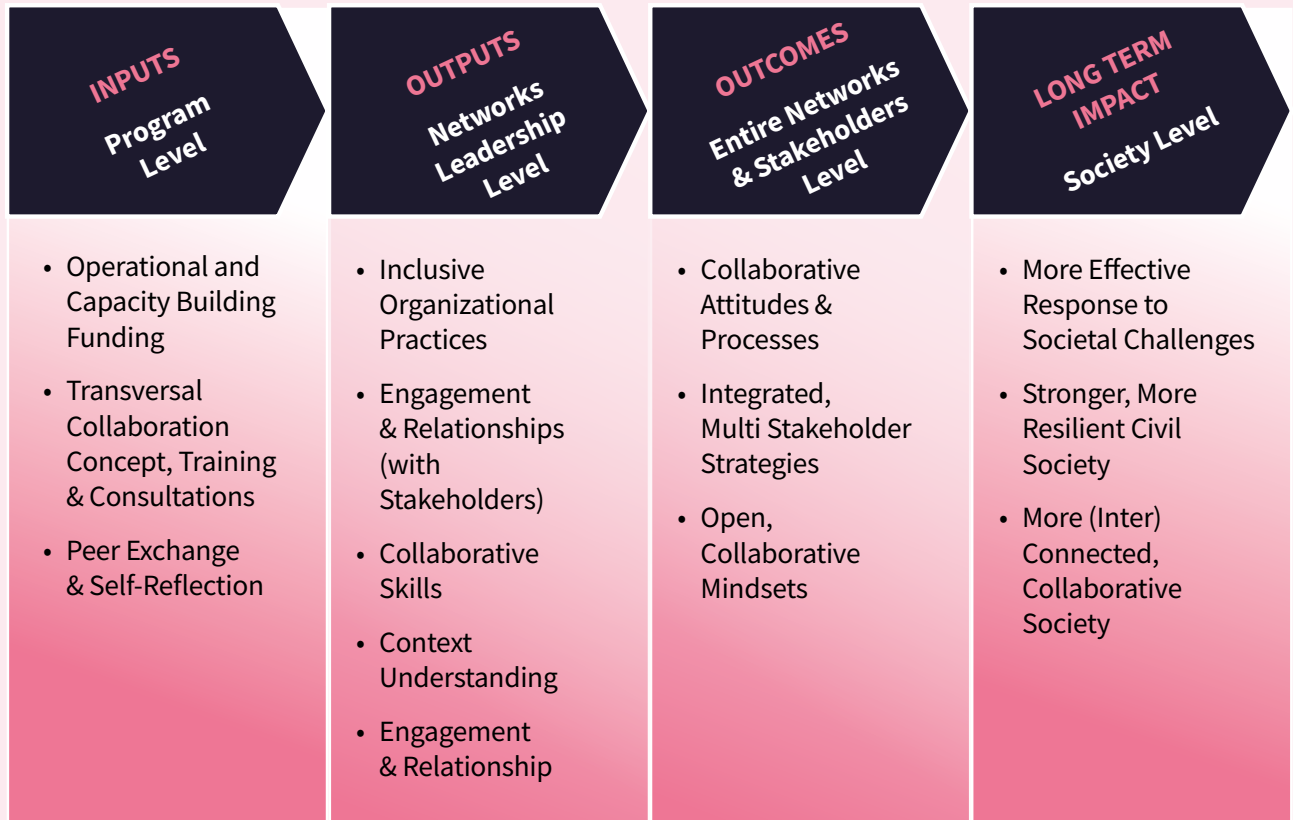 INPUTS
Program
Level
OUTPUTS
Networks
Leadership
Level
OUTCOMES
Entire Networks
& Stakeholders
Level
LONG TERM
IMPACT
Society Level
• Operational and
Capacity Building
Funding
• Transversal
Collaboration
Concept, Training
& Consultations
• Peer Exchange
& Self-Reflection
• Inclusive
Organizational
Practices
• Engagement
& Relationships
(with
Stakeholders)
• Collaborative
Skills
• Context
Understanding
• Engagement
& Relationship
• Collaborative
Attitudes &
Processes
• Integrated,
Multi Stakeholder
Strategies
• Open,
Collaborative
Mindsets
• More Effective
Response to
Societal Challenges
• Stronger, More
Resilient Civil
Society
• More (Inter)
Connected,
Collaborative
Society